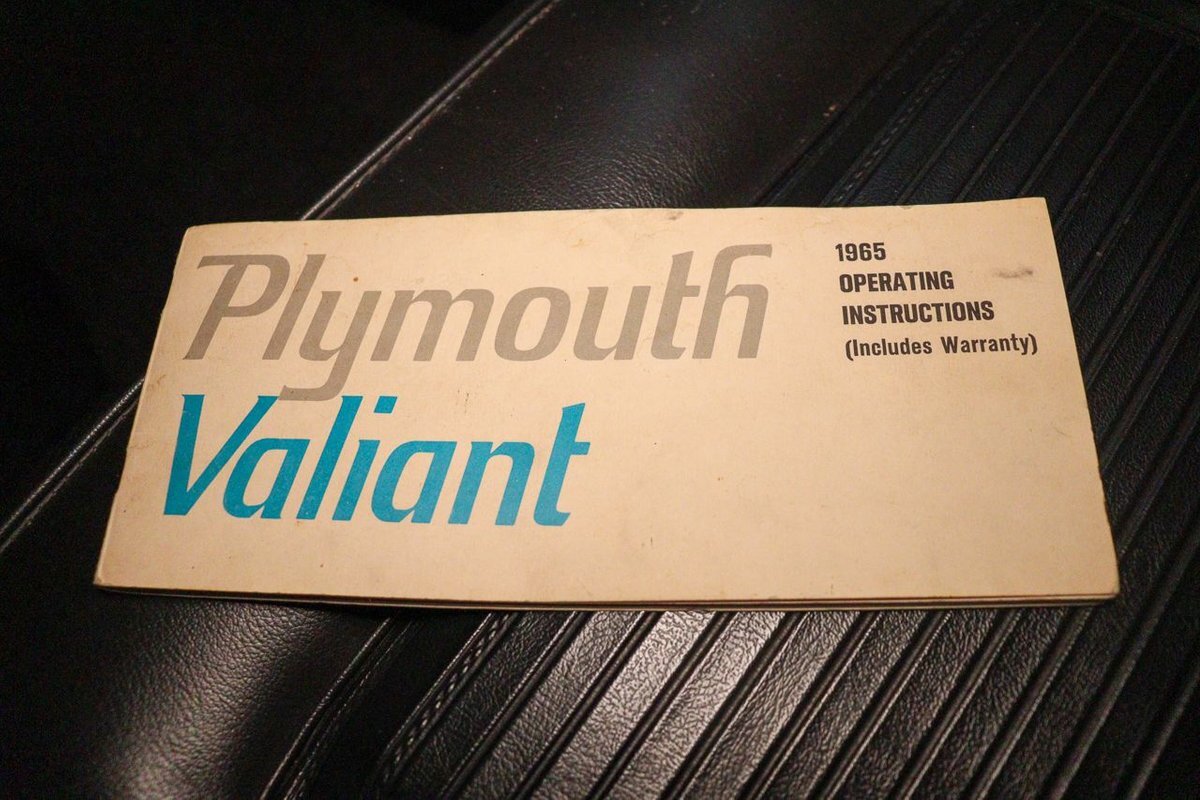 Plymouth
Valiant
1965
OPERATING
INSTRUCTIONS
(Includes Warranty)